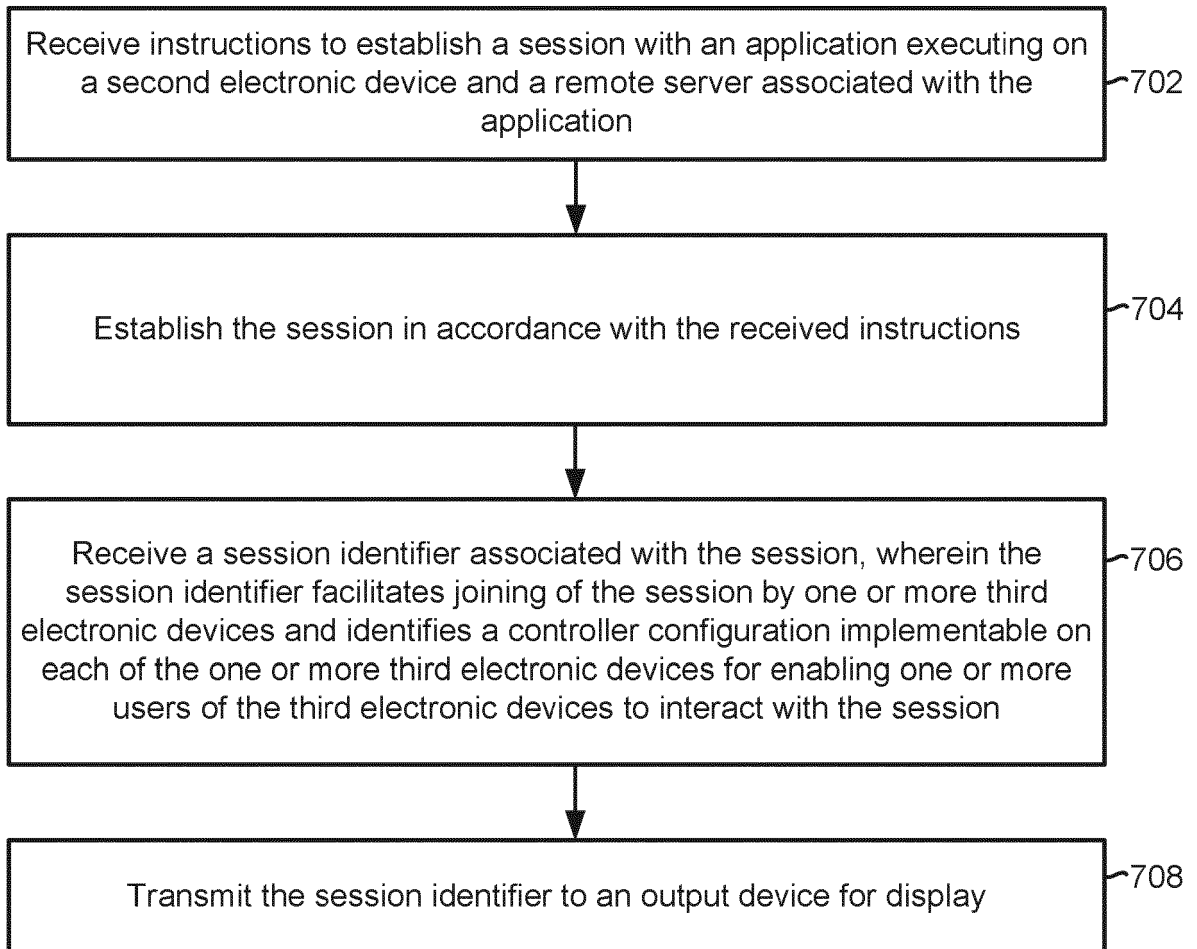 Receive instructions to establish a session with an application executing on
a second electronic device and a remote server associated with the
application
702
Establish the session in accordance with the received instructions
704
Receive a session identifier associated with the session, wherein the
session identifier facilitates joining of the session by one or more third
electronic devices and identifies a controller configuration implementable on
each of the one or more third electronic devices for enabling one or more
users of the third electronic devices to interact with the session
706
Transmit the session identifier to an output device for display
708